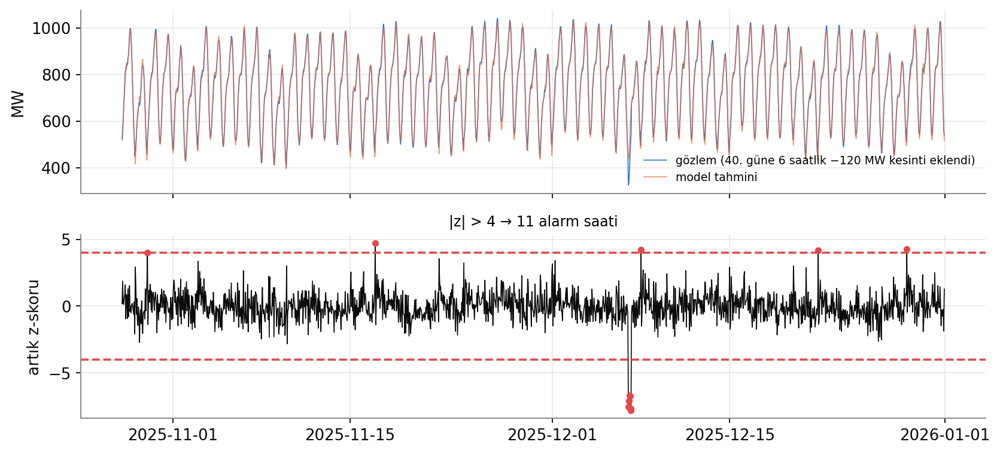 1000
800
600
400
MW
gözlem (40. güne 6 saatlik −120 MW kesinti eklendi)
model tahmini
|z| > 4 → 11 alarm saati
5
0
−5
artık z-skoru
2025-11-01
2025-11-15
2025-12-01
2025-12-15
2026-01-01